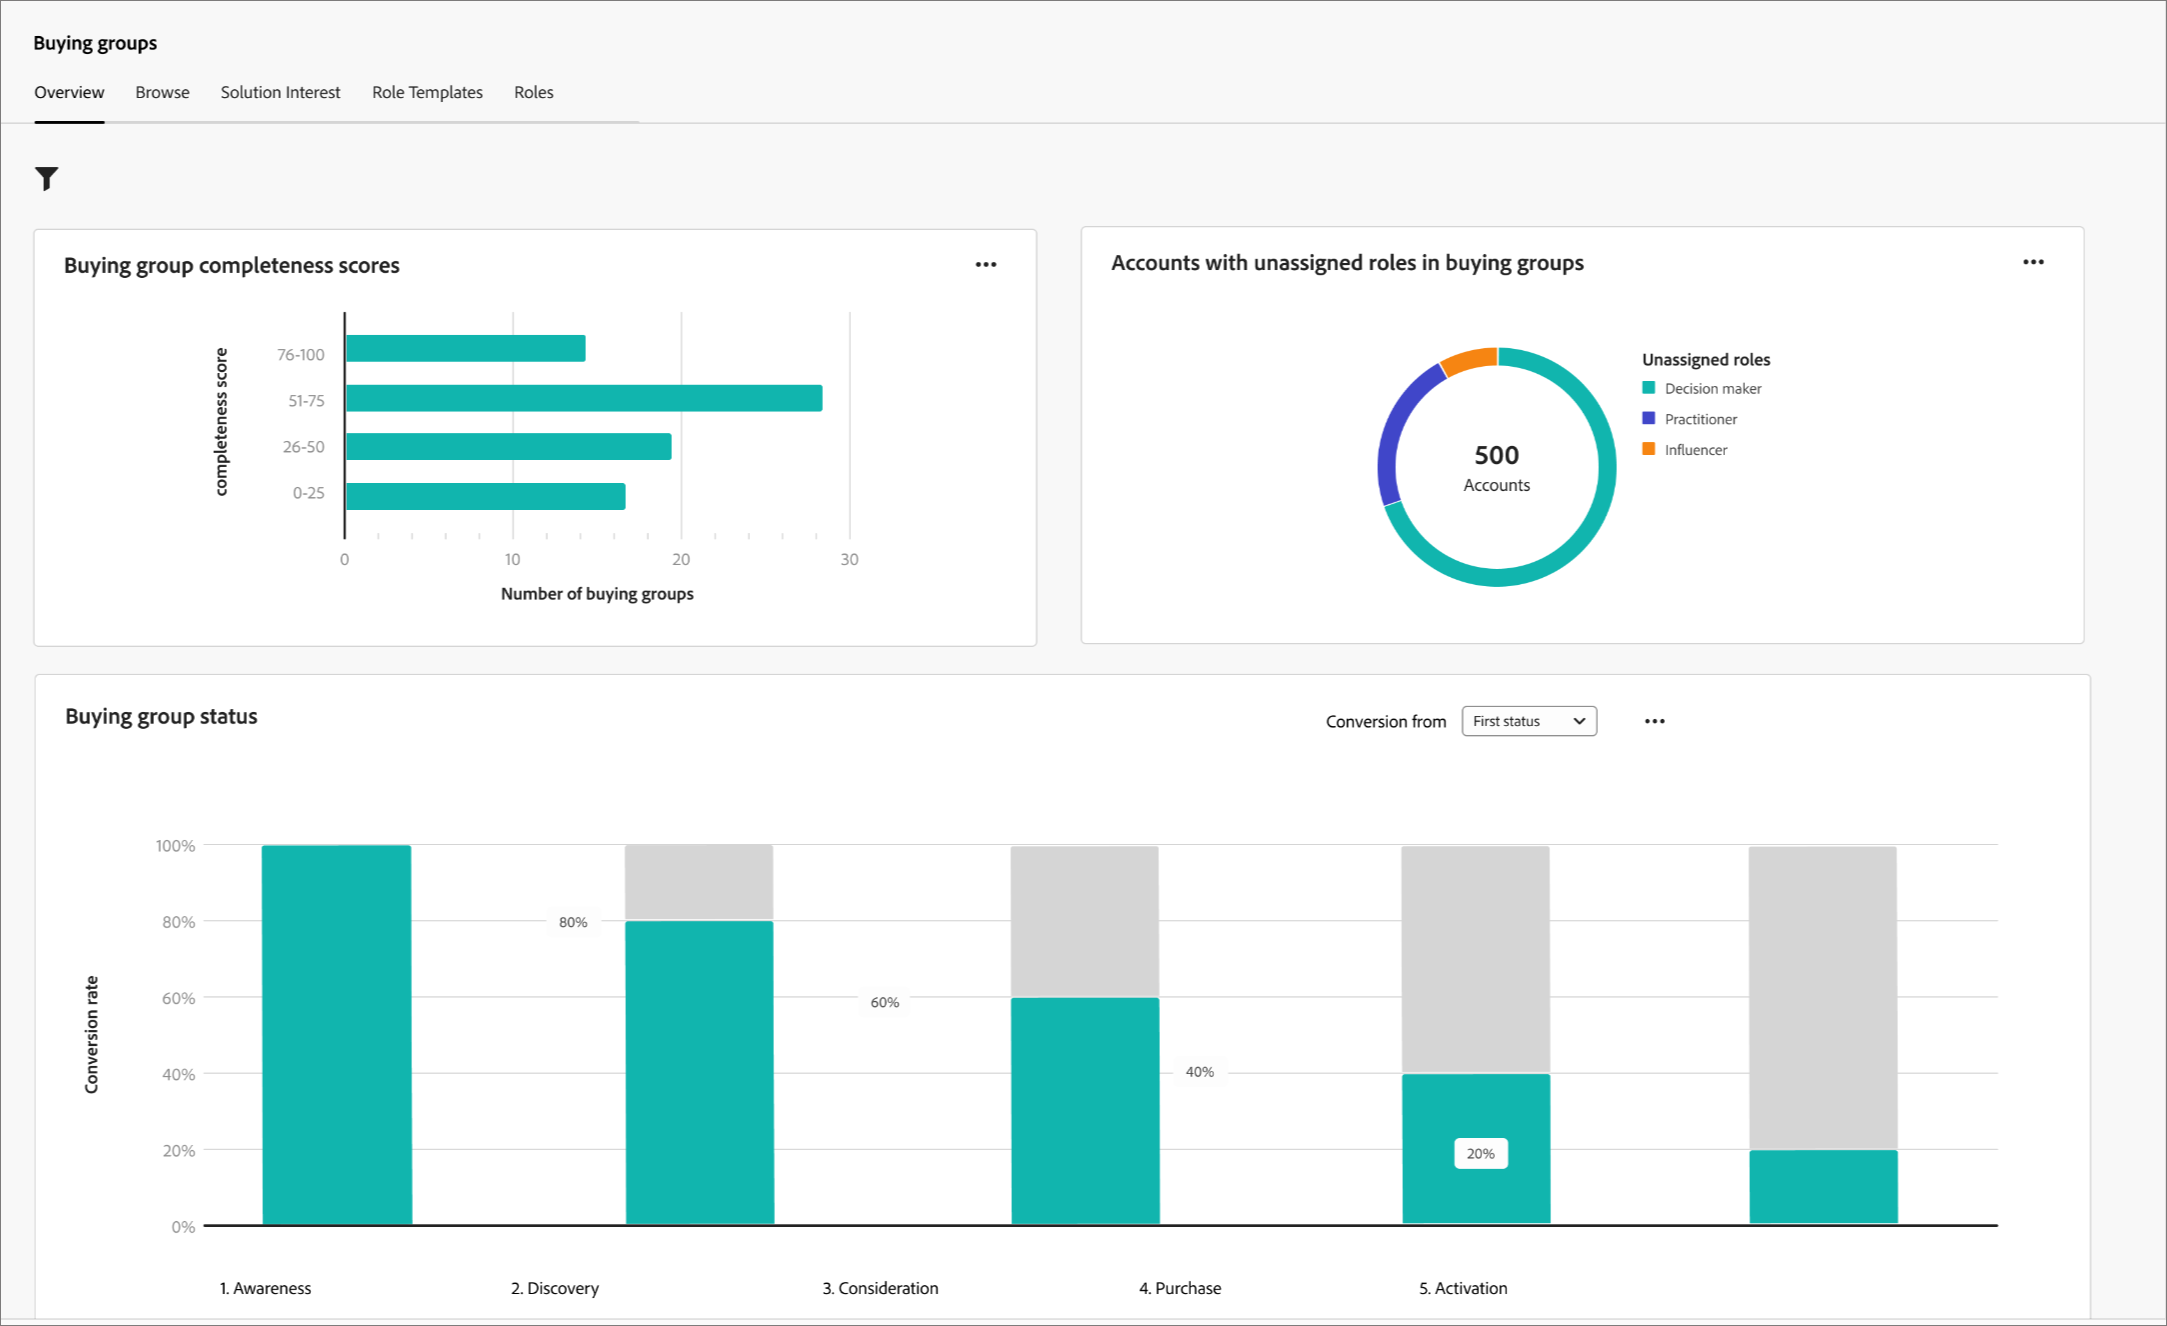 Buying groups
Overview Browse Solution Interest Role Templates Roles
Buying group completeness scores
completeness score
76-100
51-75
26-50
0-25
0 10 20 30
Number of buying groups
Accounts with unassigned roles in buying groups
500
Accounts
Unassigned roles
Decision maker
Practitioner
Influencer
Buying group status
Conversion from First status
Conversion rate
100%
80%
60%
40%
20%
0%
80%
60%
40%
20%
1. Awareness 2. Discovery 3. Consideration 4. Purchase 5. Activation